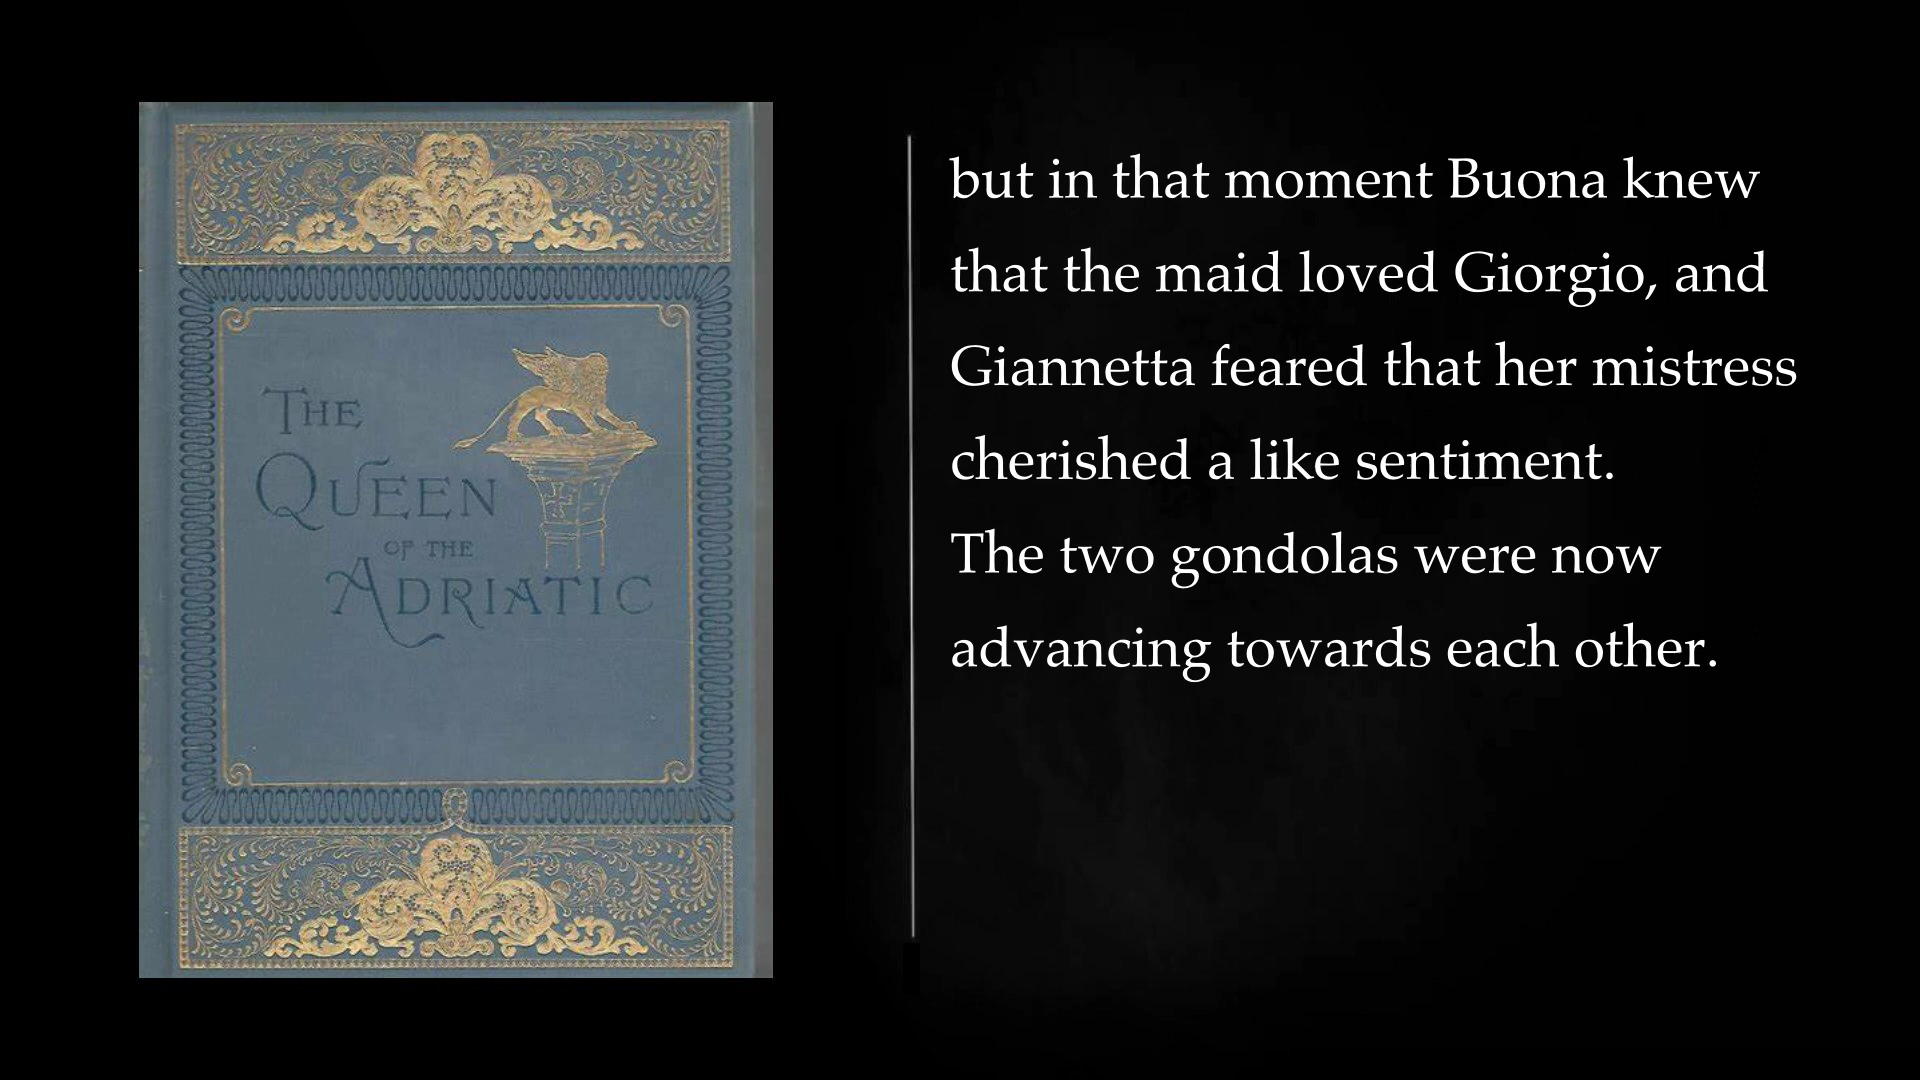 THE
QUEEN
OF THE
ADRIATIC
but in that moment Buona knew
that the maid loved Giorgio, and
Giannetta feared that her mistress
cherished a like sentiment.
The two gondolas were now
advancing towards each other.